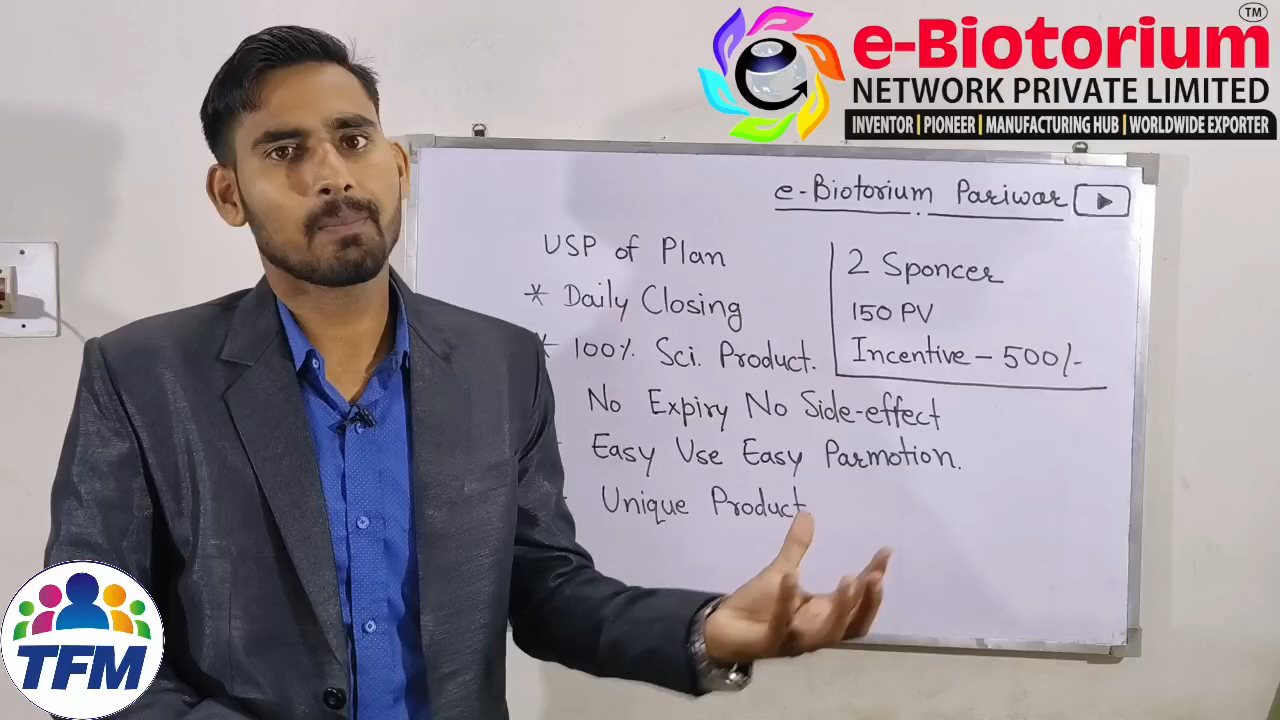 e-Biotorium TM
NETWORK PRIVATE LIMITED
INVENTOR | PIONEER | MANUFACTURING HUB | WORLDWIDE EXPORTER
e-Biotorium Pariwar
USP of Plan
* Daily Closing
* 100% Sci. Product.
No Expiry No Side-effect
Easy Use Easy Parmotion.
Unique Product
2 Sponcer
150 PV
Incentive - 500/-
TFM